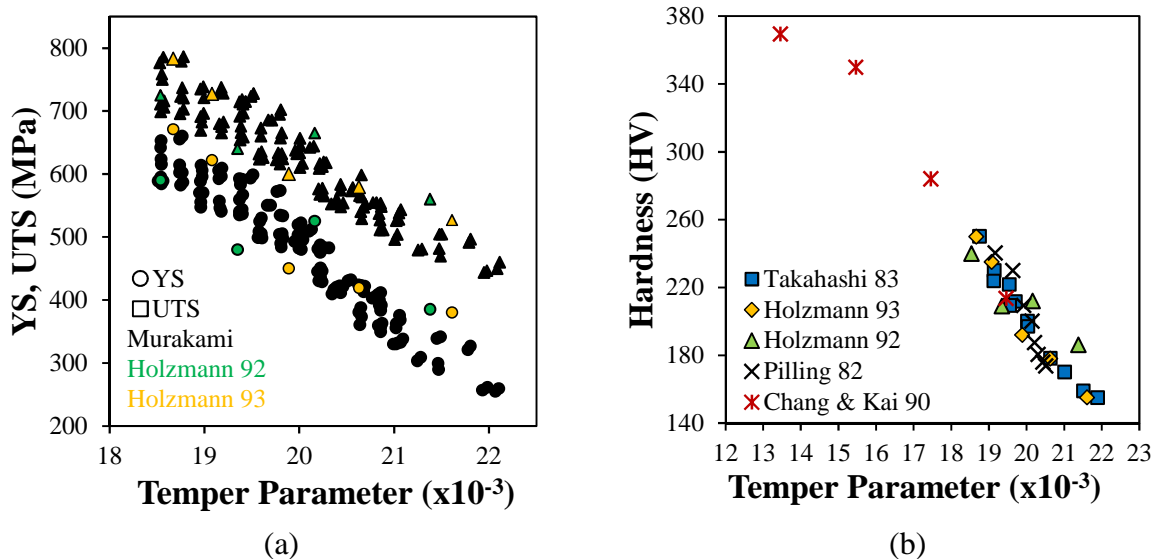 YS, UTS (MPa)
800
700
600
500
400
300
200
YS
UTS
Murakami
Holzmann 92
Holzmann 93
18 19 20 21 22
Temper Parameter (x10-3)
(a)
Hardness (HV)
380
340
300
260
220
180
140
Takahashi 83
Holzmann 93
Holzmann 92
Pilling 82
Chang & Kai 90
12 13 14 15 16 17 18 19 20 21 22 23
Temper Parameter (x10-3)
(b)